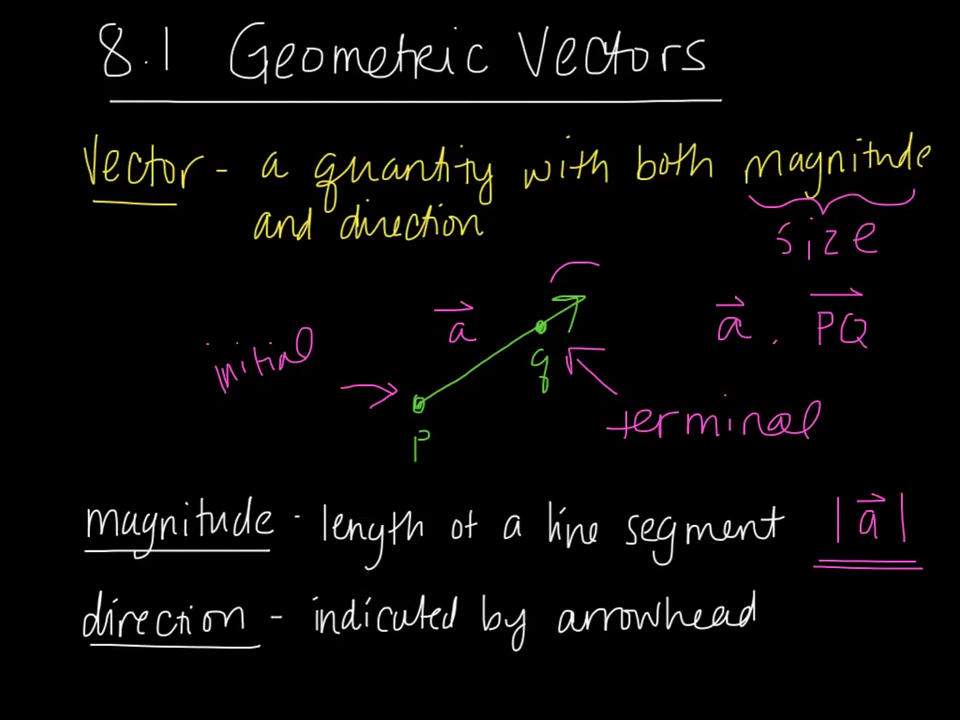 8.1 Geometric Vectors
Vector - a quantity with both magnitude
and direction
size
initial
a⃗
q
P
a⃗, PQ⃗
terminal
magnitude - length of a line segment |a⃗|
direction - indicated by arrowhead